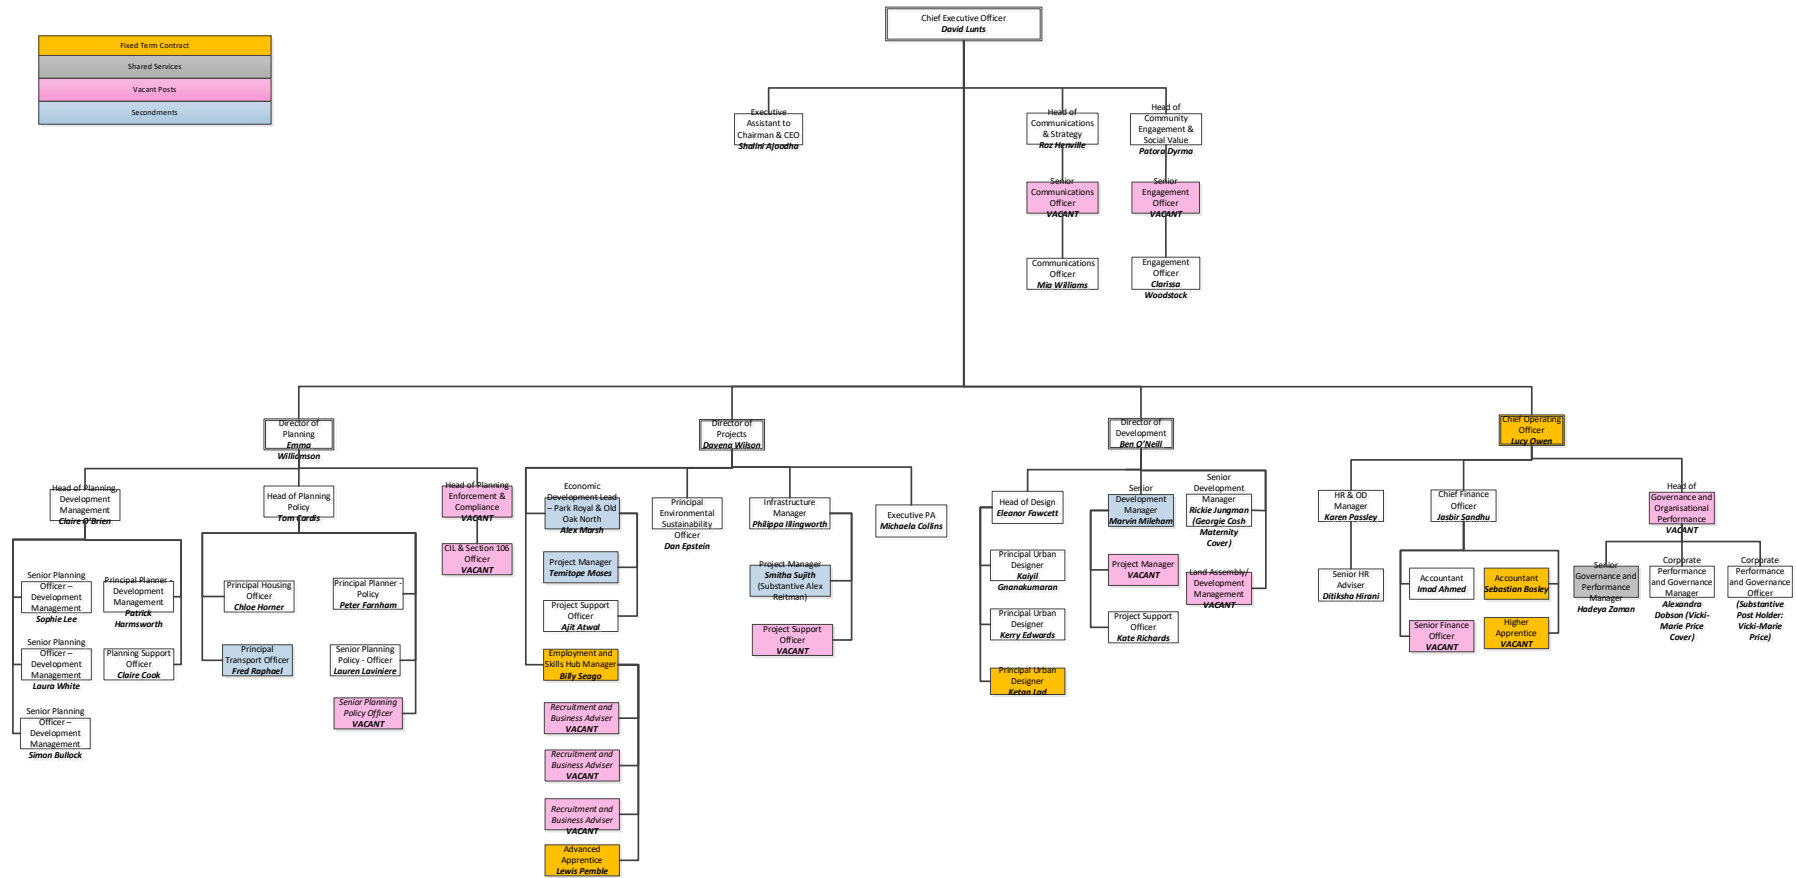 Chief Executive Officer
David Lunts
Fixed Term Contract
Shared Services
Vacant Posts
Secondments
Executive
Assistant to
Chairman & CEO
Shalini Ajoodha
Head of
Communications
& Strategy
Roz Henville
Head of
Community
Engagement &
Social Value
Patora Dyrma
Senior
Communications
Officer
VACANT
Senior
Engagement
Officer
VACANT
Communications
Officer
Mia Williams
Engagement
Officer
Clarissa
Woodstock
Director of
Planning
Emma
Williamson
Director of
Projects
Davena Wilson
Director of
Development
Ben O'Neill
Chief Operating
Officer
Lucy Owen
Head of Planning
Development
Management
Claire O'Brien
Head of Planning
Policy
Tom Cardis
Head of Planning
Enforcement &
Compliance
VACANT
CIL & Section 106
Officer
VACANT
Senior Planning
Officer –
Development
Management
Sophie Lee
Principal Planner -
Development
Management
Patrick
Harmsworth
Senior Planning
Officer –
Development
Management
Laura White
Planning Support
Officer
Claire Cook
Senior Planning
Officer –
Development
Management
Simon Bullock
Principal Housing
Officer
Chloe Horner
Principal Planner -
Policy
Peter Farnham
Principal
Transport Officer
Fred Raphael
Senior Planning
Policy - Officer
Lauren Laviniere
Senior Planning
Policy Officer
VACANT
Economic
Development Lead
– Park Royal & Old
Oak North
Alex Marsh
Project Manager
Temitope Moses
Project Support
Officer
Ajit Atwal
Employment and
Skills Hub Manager
Billy Seago
Recruitment and
Business Adviser
VACANT
Recruitment and
Business Adviser
VACANT
Recruitment and
Business Adviser
VACANT
Advanced
Apprentice
Lewis Pemble
Principal
Environmental
Sustainability
Officer
Dan Epstein
Infrastructure
Manager
Philippa Illingworth
Project Manager
Smitha Sujith
(Substantive Alex
Reitman)
Project Support
Officer
VACANT
Executive PA
Michaela Collins
Head of Design
Eleanor Fawcett
Principal Urban
Designer
Kaiyil
Gnanakumaran
Principal Urban
Designer
Kerry Edwards
Principal Urban
Designer
Ketan Lad
Senior
Development
Manager
Marvin Mileham
Project Manager
VACANT
Project Support
Officer
Kate Richards
Senior
Development
Manager
Rickie Jungman
(Georgie Cosh
Maternity
Cover)
Land Assembly/
Development
Management
VACANT
HR & OD
Manager
Karen Passley
Senior HR
Adviser
Ditiksha Hirani
Chief Finance
Officer
Jasbir Sandhu
Accountant
Imad Ahmed
Accountant
Sebastian Bosley
Senior Finance
Officer
VACANT
Higher
Apprentice
VACANT
Head of
Governance and
Organisational
Performance
VACANT
Senior
Governance and
Performance
Manager
Hadeya Zaman
Corporate
Performance
and Governance
Manager
Alexandra
Dobson (Vicki-
Marie Price
Cover)
Corporate
Performance
and Governance
Officer
(Substantive
Post Holder:
Vicki-Marie
Price)